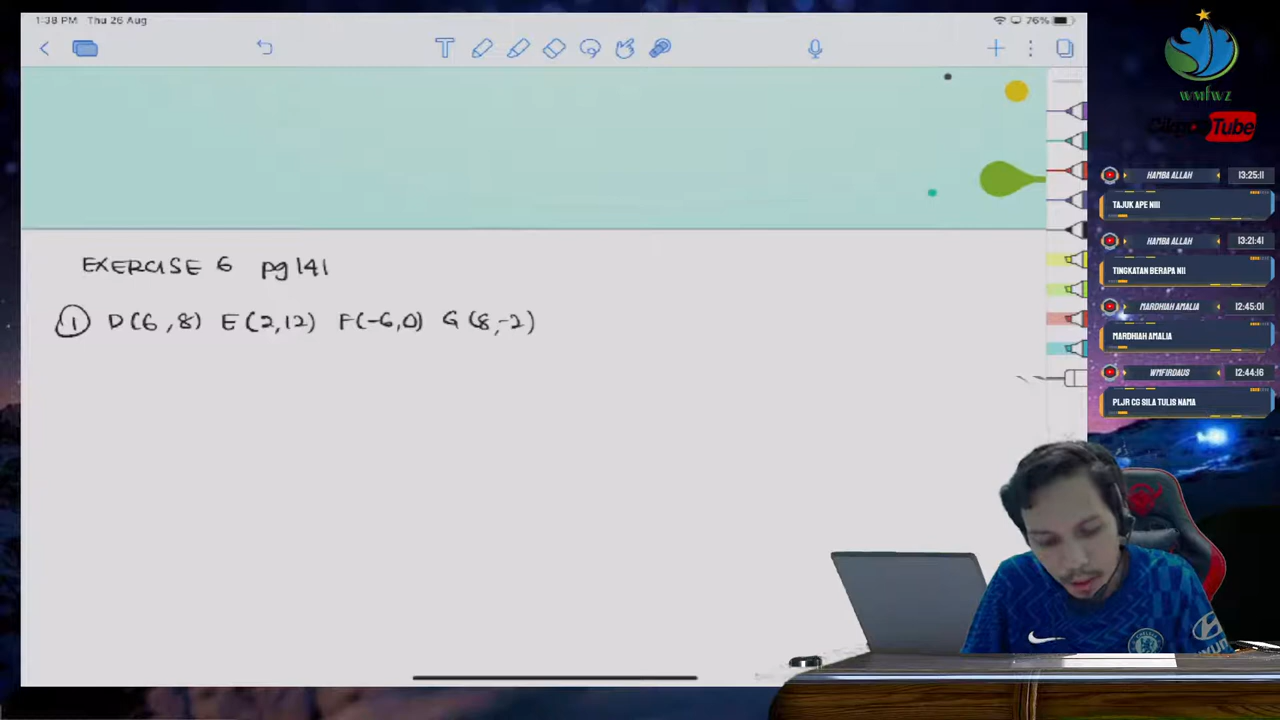 1:38 PM Thu 26 Aug
76%
T
EXERCISE 6 pg 141
① D(6,8) E(2,12) F(-6,0) G(8,-2)
wmfwz
Tube
HAMBA ALLAH 13:25:11
TAJUK APE NIII
HAMBA ALLAH 13:21:41
TINGKATAN BERAPA NII
MARDHIAH AMALIA 12:45:01
MARDHIAH AMALIA
WMFIRDAUS 12:44:16
PLJR CG SILA TULIS NAMA
HYUN